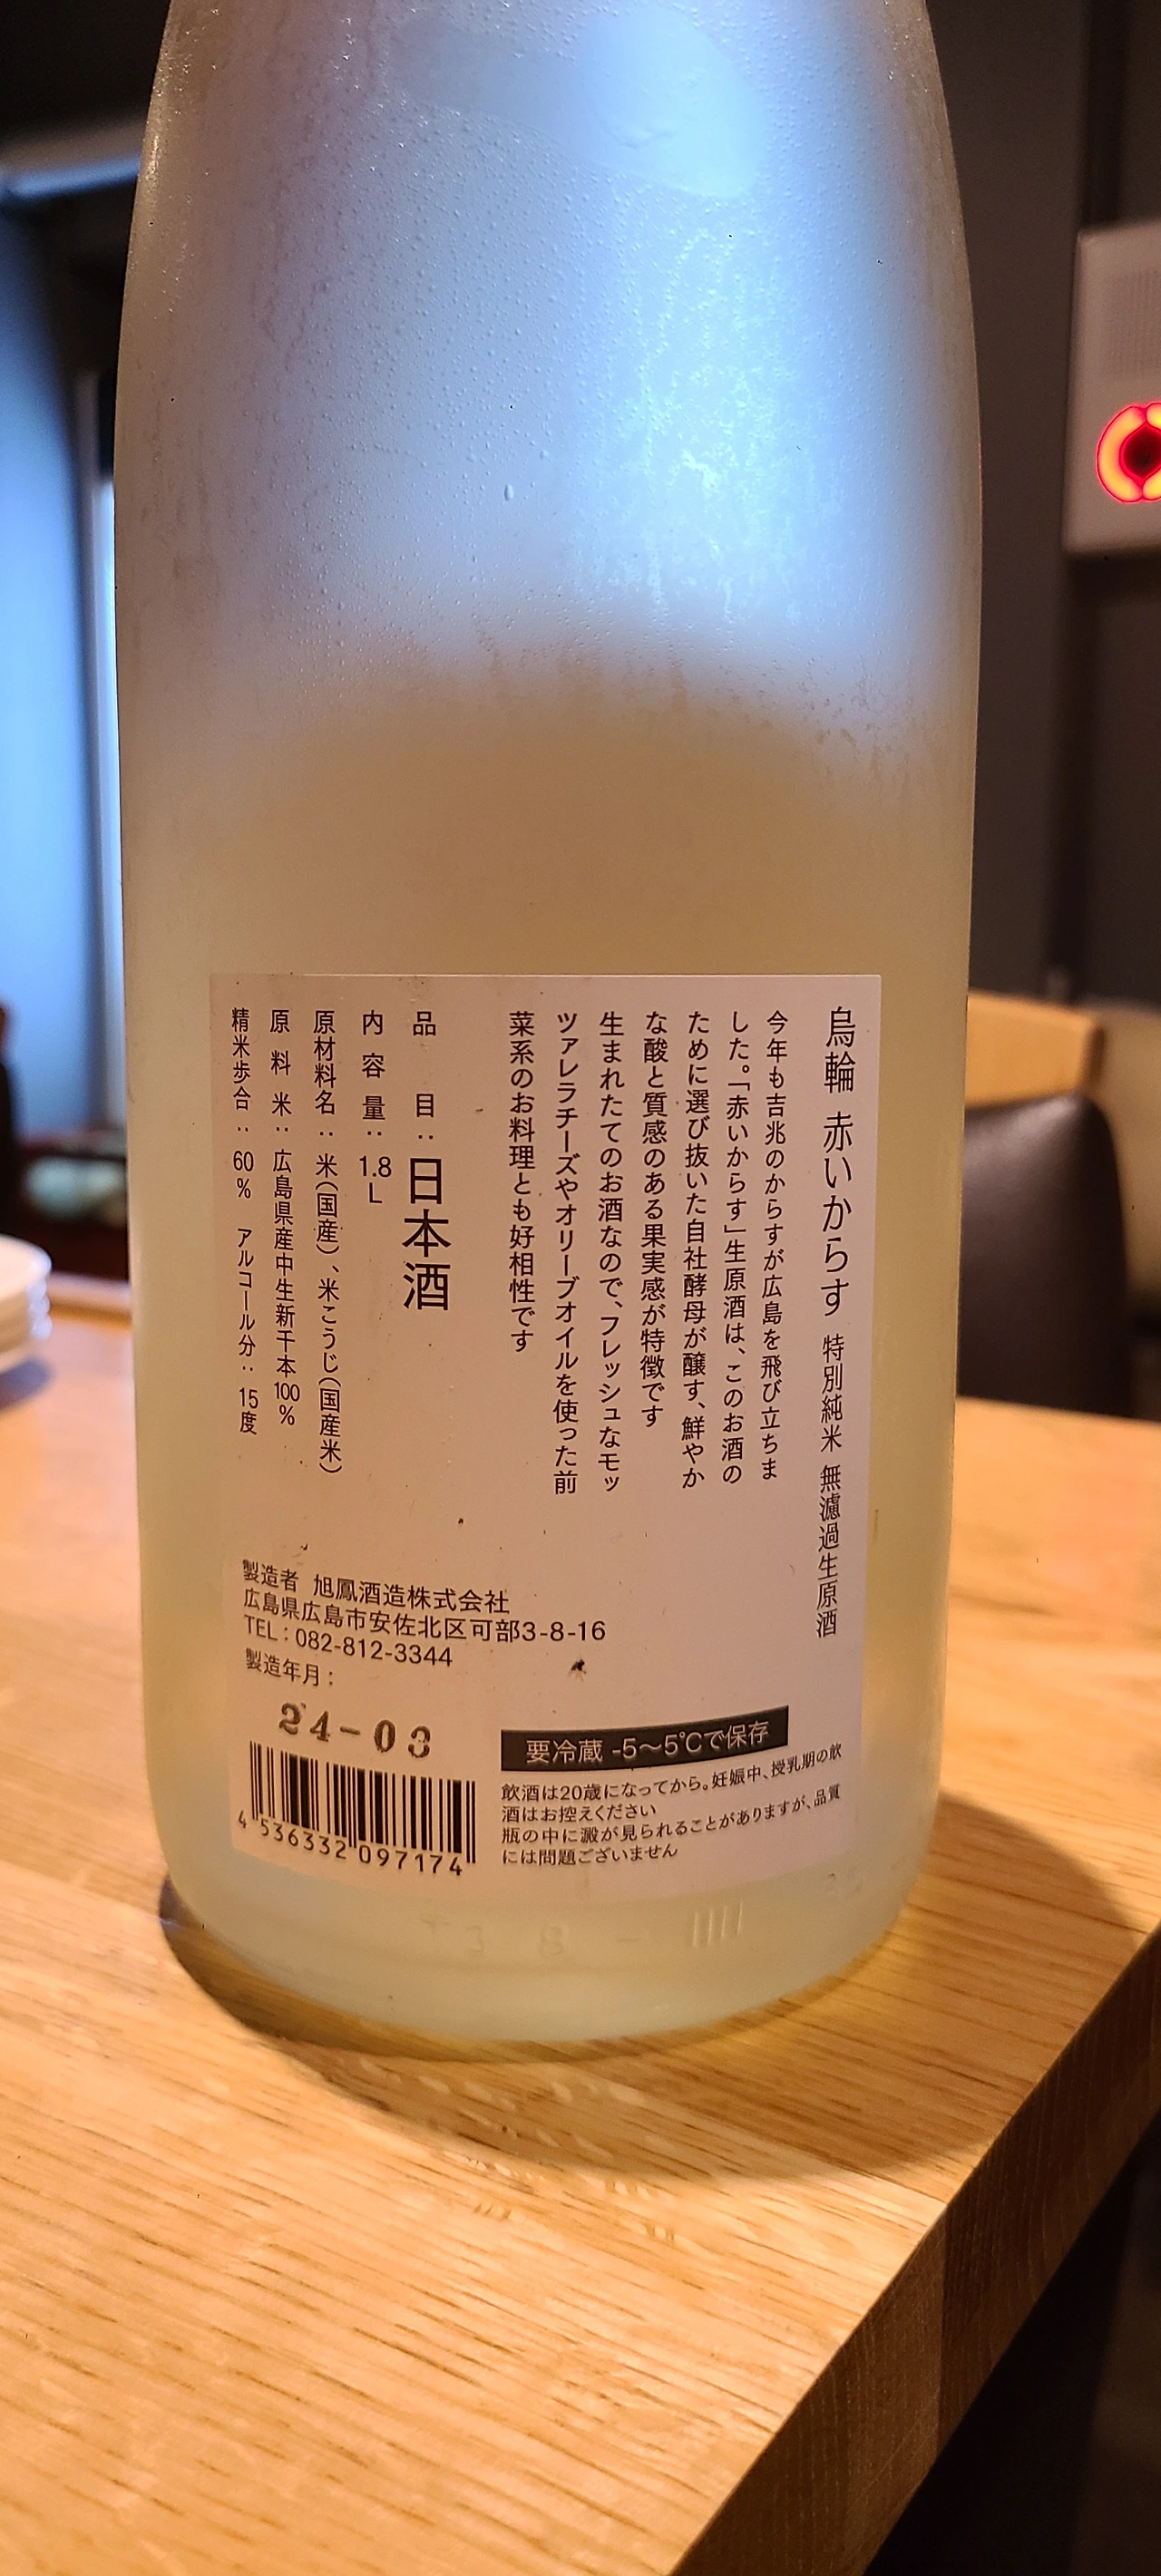 烏輪 赤いからす 特別純米 無濾過生原酒
今年も吉兆のからすが広島を飛び立ちま
した。「赤いからす」生原酒は、このお酒の
ために選び抜いた自社酵母が醸す、鮮やか
な酸と質感のある果実感が特徴です
生まれたてのお酒なので、フレッシュなモッ
ツァレラチーズやオリーブオイルを使った前
菜系のお料理とも好相性です
品目：日本酒
内容量：1.8L
原材料名：米（国産）、米こうじ（国産米）
原料米：広島県産中生新千本100%
精米歩合：60% アルコール分：15度
製造者 旭鳳酒造株式会社
広島県広島市安佐北区可部3-8-16
TEL：082-812-3344
製造年月：
24-03
4 536332 097174
要冷蔵 -5～5℃で保存
飲酒は20歳になってから。妊娠中、授乳期の飲
酒はお控えください
瓶の中に澱が見られることがありますが、品質
には問題ございません